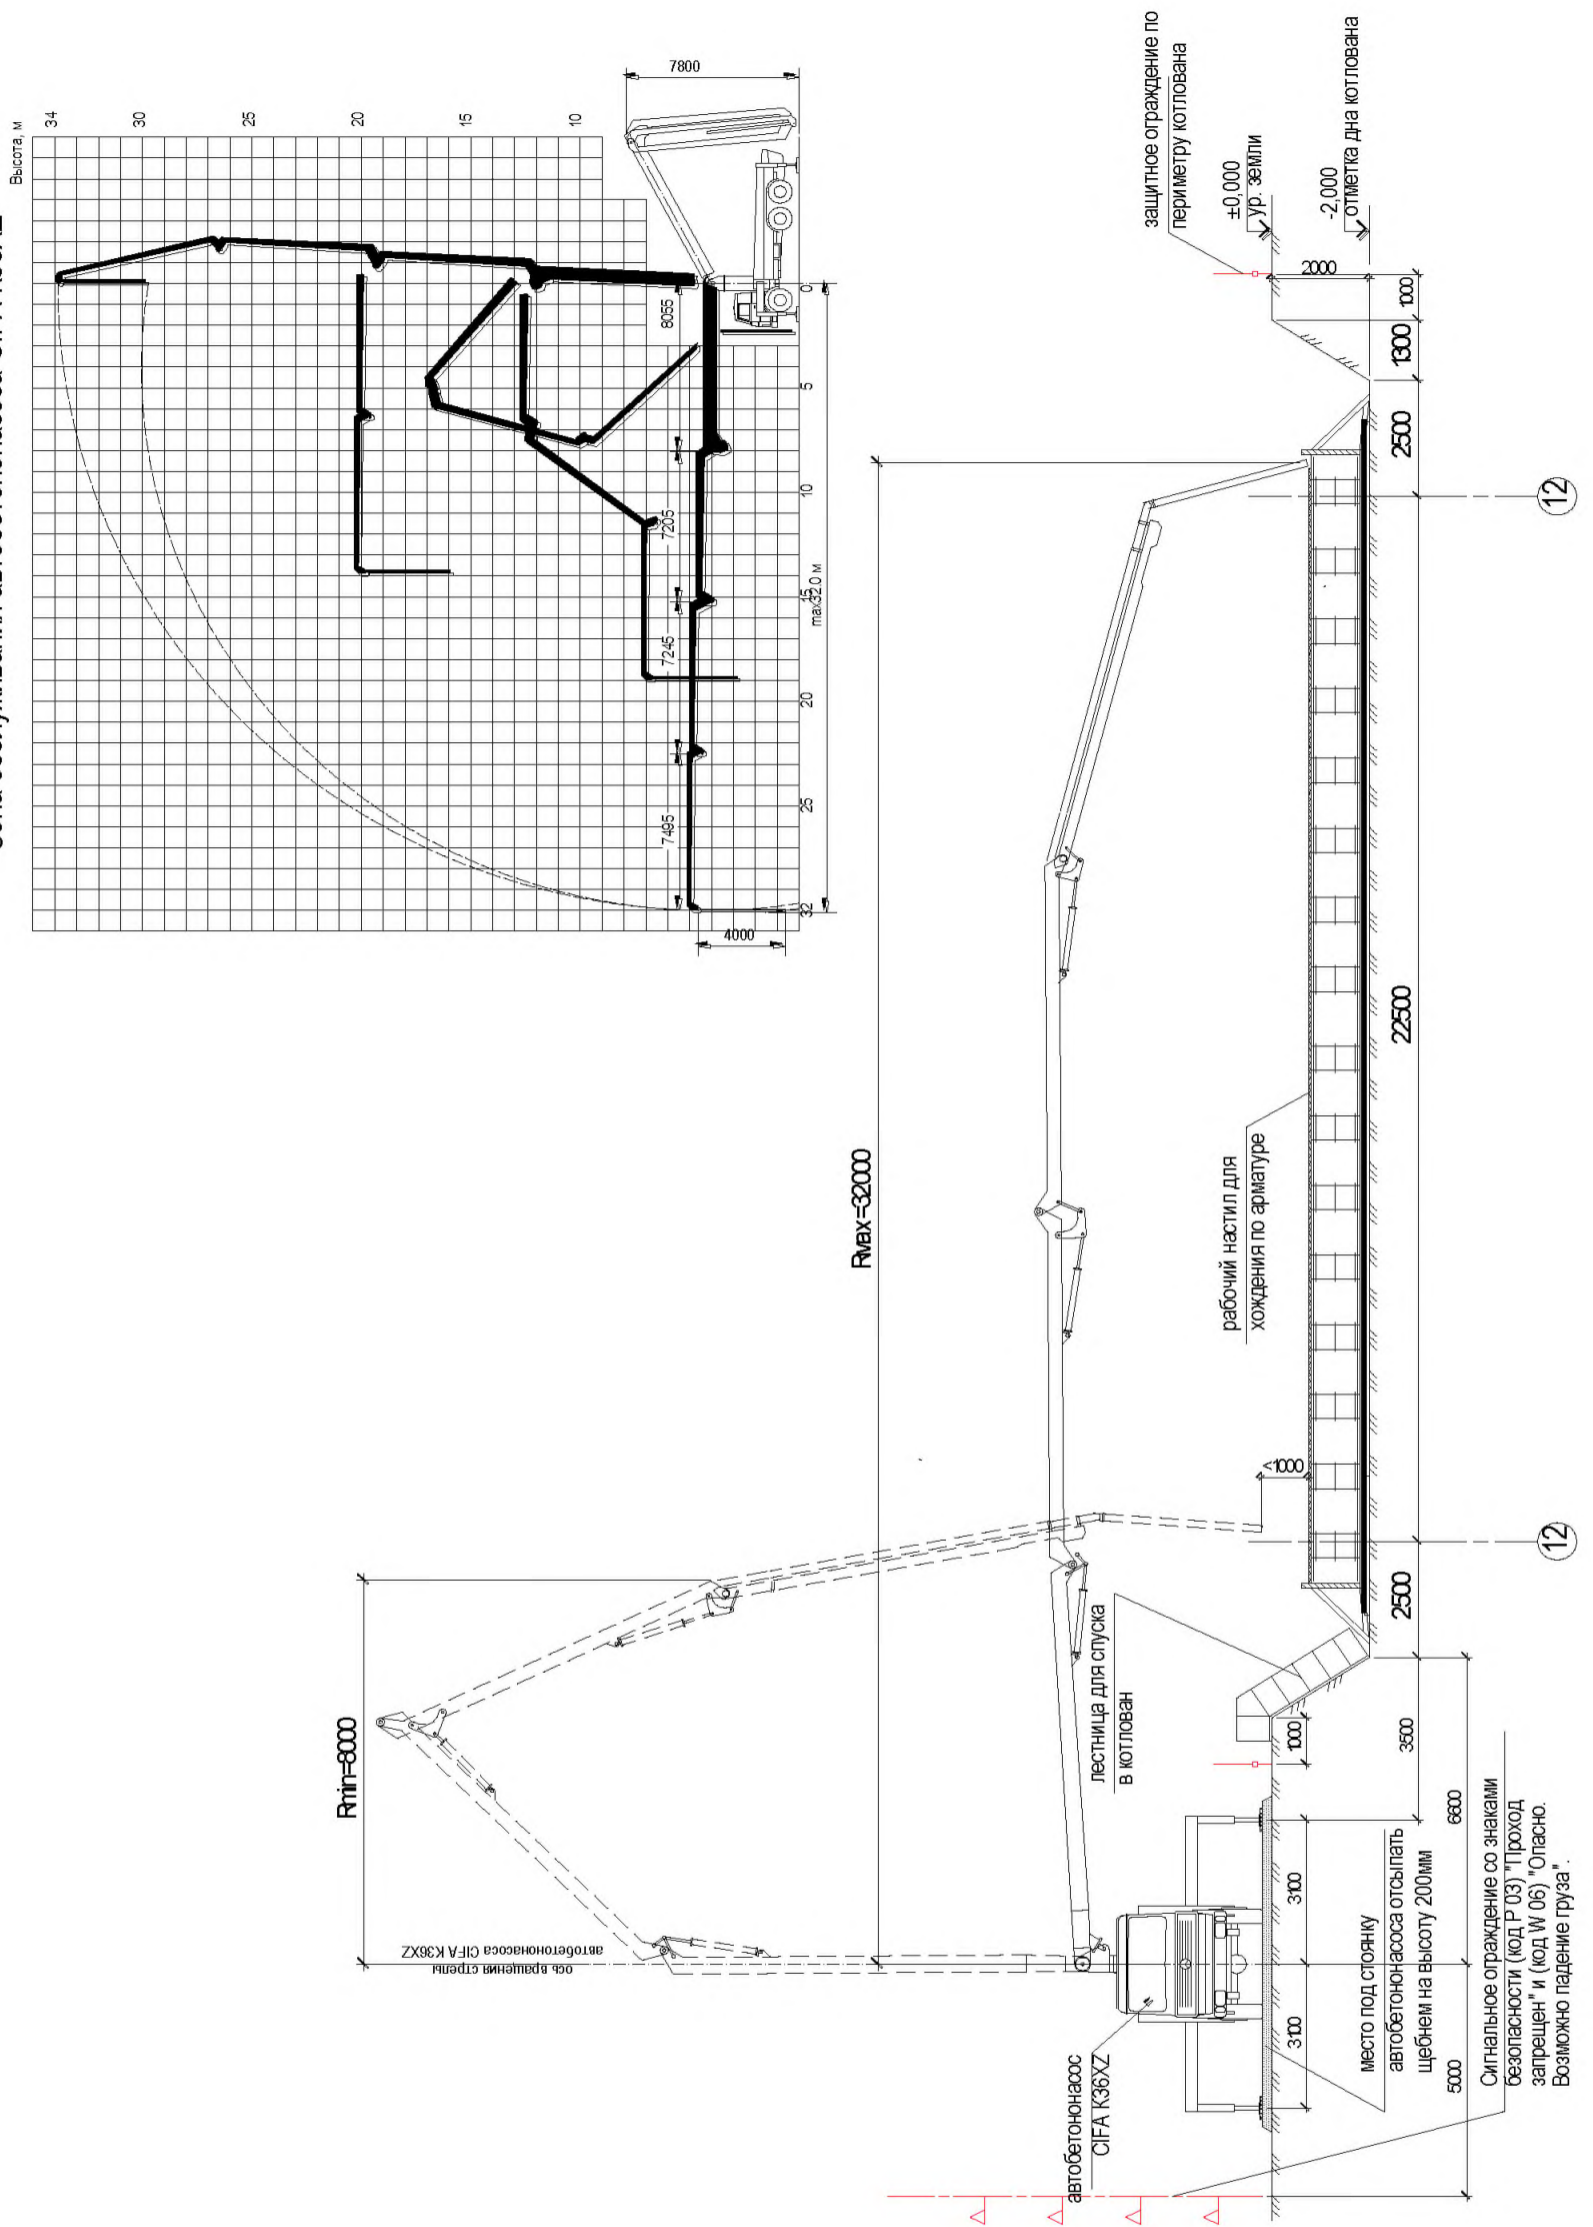 Высота, м
34
30
25
20
15
10
7800
8055
7205
7245
7495
4000
0
5
10
15
20
25
32
max32.0 м
Rmin=8000
Rмах=32000
ось вращения стрелы
автобетононасоса CIFA K36XZ
автобетононасос
CIFA K36XZ
лестница для спуска
в котлован
рабочий настил для
хождения по арматуре
защитное ограждение по
периметру котлована
±0,000
ур. земли
-2,000
отметка дна котлована
2000
<1000
1000
3100
3100
1000
1300
3500
2500
22500
2500
5000
6600
12
12
место под стоянку
автобетононасоса отсыпать
щебнем на высоту 200мм
Сигнальное ограждение со знаками
безопасности (код Р 03) "Проход
запрещен" и (код W 06) "Опасно.
Возможно падение груза".